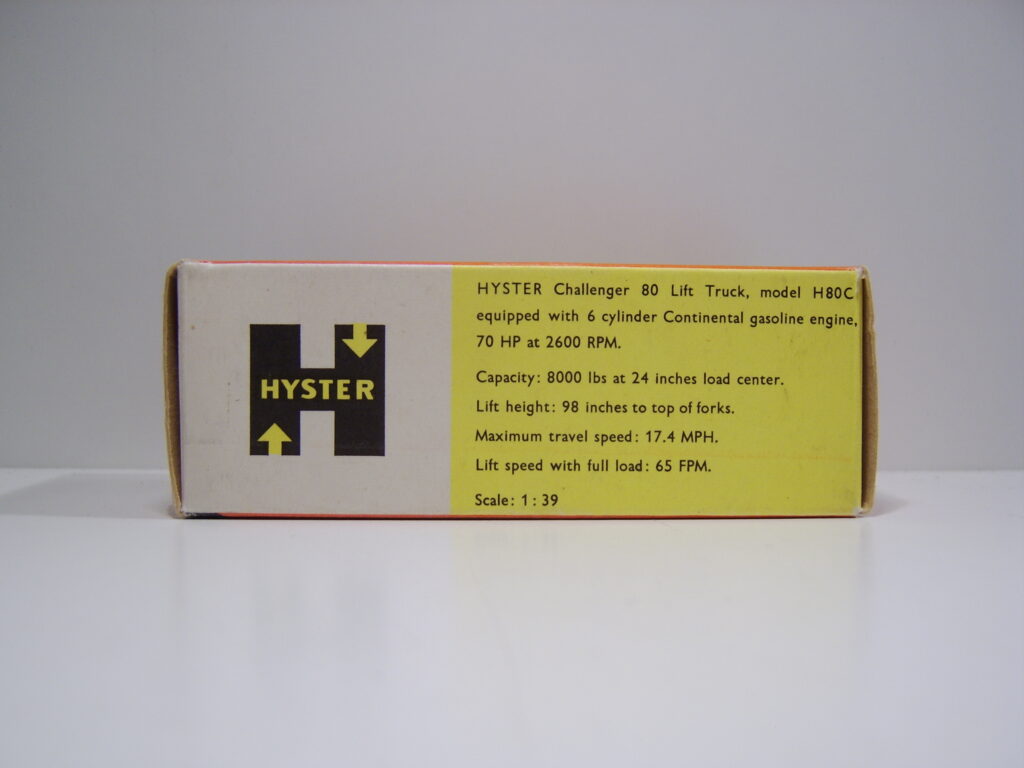 HYSTER
HYSTER Challenger 80 Lift Truck, model H80C
equipped with 6 cylinder Continental gasoline engine,
70 HP at 2600 RPM.
Capacity: 8000 lbs at 24 inches load center.
Lift height: 98 inches to top of forks.
Maximum travel speed: 17.4 MPH.
Lift speed with full load: 65 FPM.
Scale: 1 : 39